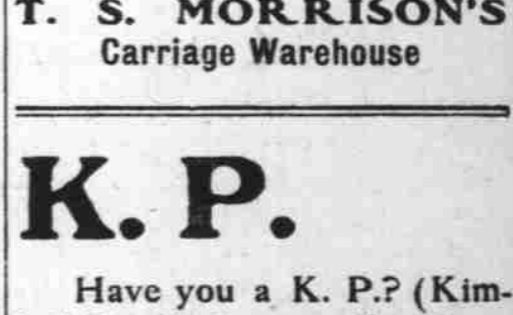 T. S. MORRISON'S
Carriage Warehouse
K. P.
Have you a K. P.? (Kim-